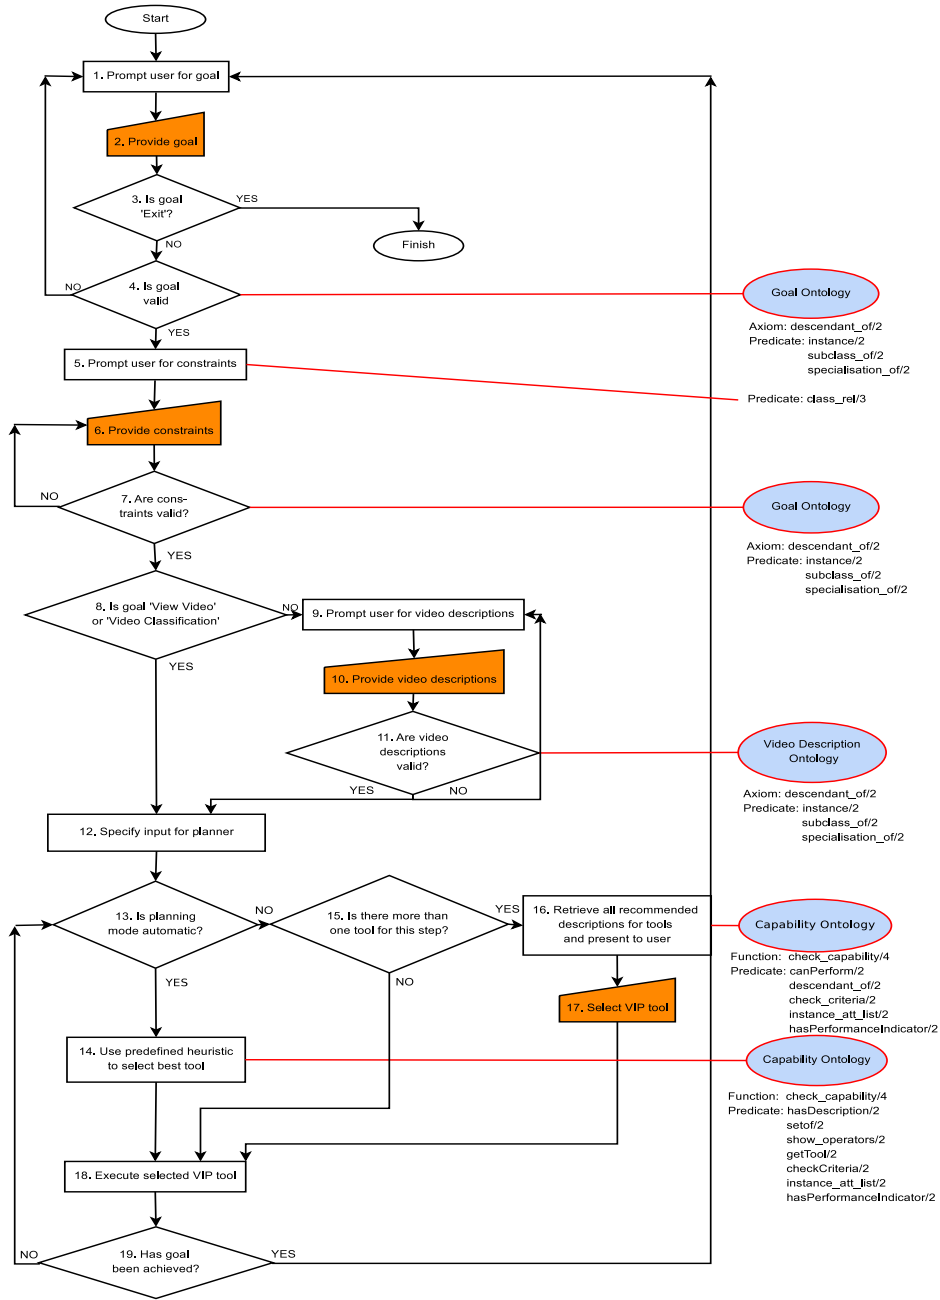 Start
1. Prompt user for goal
2. Provide goal
3. Is goal
'Exit'?
YES
Finish
NO
4. Is goal
valid
NO
YES
Goal Ontology
Axiom: descendant_of/2
Predicate: instance/2
subclass_of/2
specialisation_of/2
5. Prompt user for constraints
Predicate: class_rel/3
6. Provide constraints
7. Are cons-
traints valid?
NO
YES
Goal Ontology
Axiom: descendant_of/2
Predicate: instance/2
subclass_of/2
specialisation_of/2
8. Is goal 'View Video'
or 'Video Classification'
NO
YES
9. Prompt user for video descriptions
10. Provide video descriptions
11. Are video
descriptions
valid?
YES
NO
Video Description
Ontology
Axiom: descendant_of/2
Predicate: instance/2
subclass_of/2
specialisation_of/2
12. Specify input for planner
13. Is planning
mode automatic?
NO
YES
15. Is there more than
one tool for this step?
YES
NO
16. Retrieve all recommended
descriptions for tools
and present to user
Capability Ontology
Function: check_capability/4
Predicate: canPerform/2
descendant_of/2
check_criteria/2
instance_att_list/2
hasPerformanceIndicator/2
17. Select VIP tool
14. Use predefined heuristic
to select best tool
Capability Ontology
Function: check_capability/4
Predicate: hasDescription/2
setof/2
show_operators/2
getTool/2
checkCriteria/2
instance_att_list/2
hasPerformanceIndicator/2
18. Execute selected VIP tool
19. Has goal
been achieved?
NO
YES